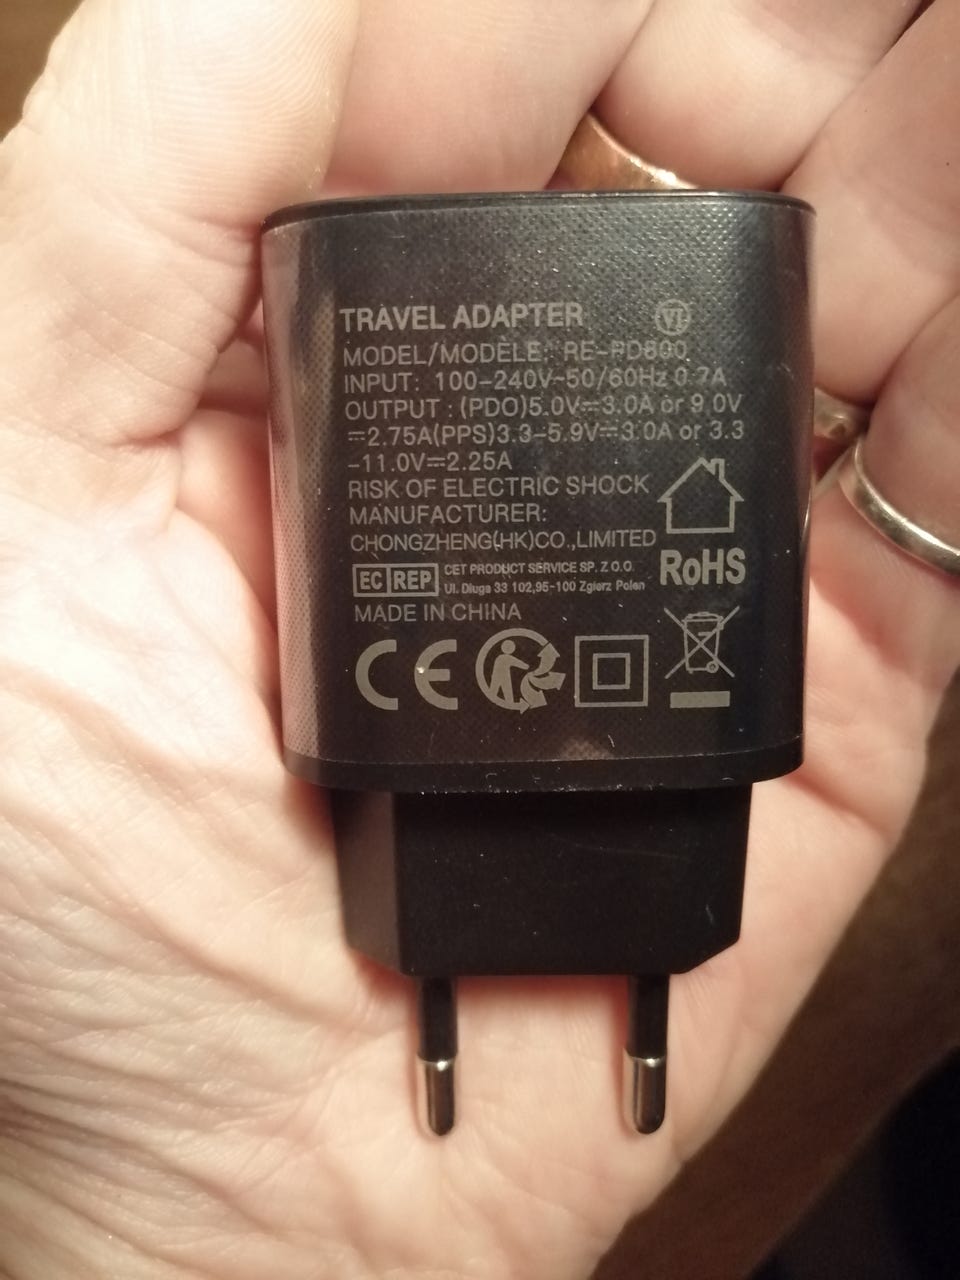 TRAVEL ADAPTER VI
MODEL/MODÈLE: RE-PD800
INPUT: 100-240V~50/60Hz 0.7A
OUTPUT : (PDO)5.0V⎓3.0A or 9.0V
⎓2.75A(PPS)3.3-5.9V⎓3.0A or 3.3
-11.0V⎓2.25A
RISK OF ELECTRIC SHOCK
MANUFACTURER:
CHONGZHENG(HK)CO.,LIMITED
EC REP CET PRODUCT SERVICE SP. Z O.O.
Ul. Dluga 33 102,95-100 Zgierz Polen
RoHS
MADE IN CHINA
CE